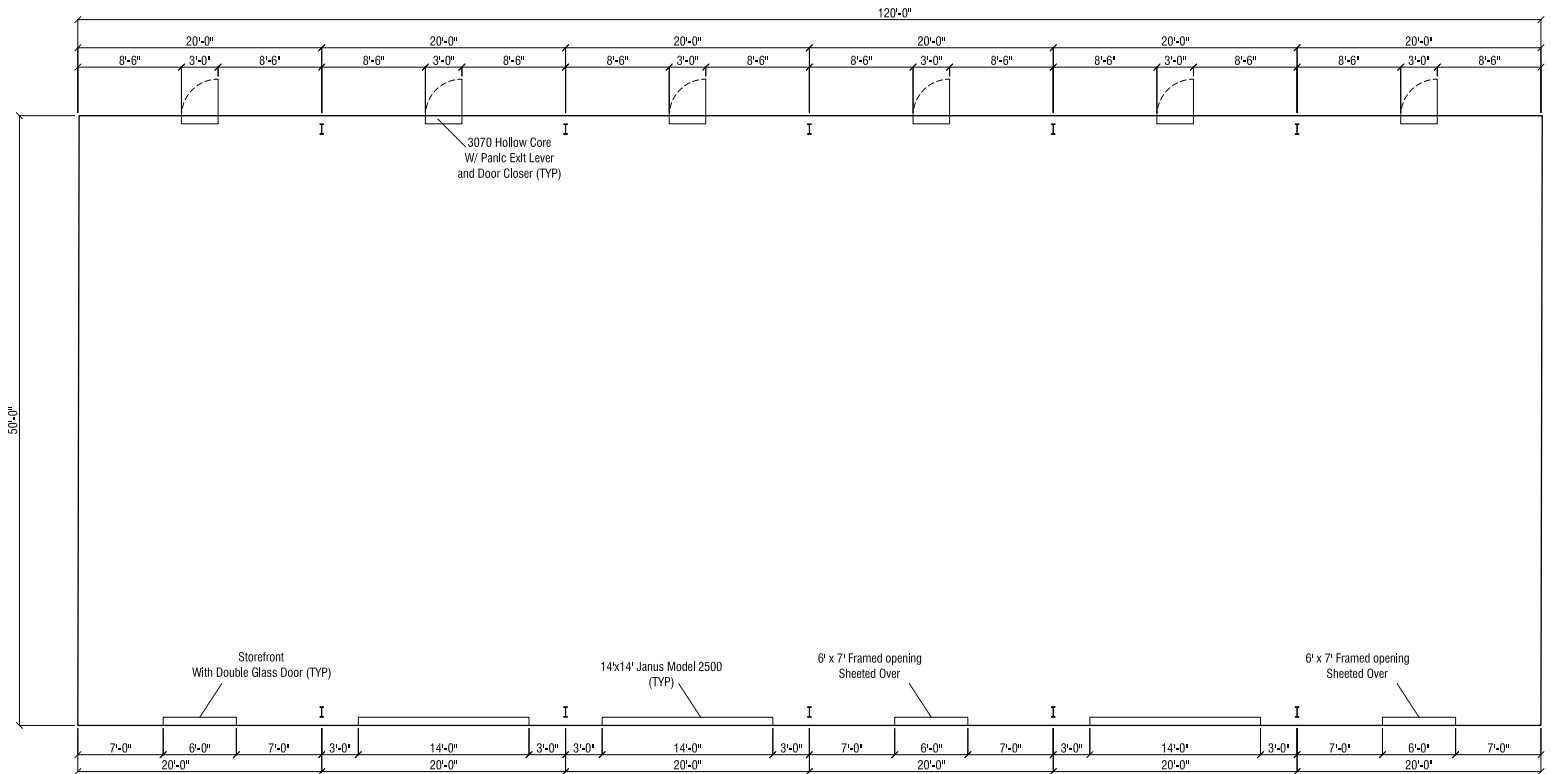 120'-0"
20'-0" 20'-0" 20'-0" 20'-0" 20'-0" 20'-0"
8'-6" 3'-0" 8'-6" 8'-6" 3'-0" 8'-6" 8'-6" 3'-0" 8'-6" 8'-6" 3'-0" 8'-6" 8'-6" 3'-0" 8'-6" 8'-6" 3'-0" 8'-6"
3070 Hollow Core
W/ Panic Exit Lever
and Door Closer (TYP)
50'-0"
Storefront
With Double Glass Door (TYP)
14'x14' Janus Model 2500
(TYP)
6' x 7' Framed opening
Sheeted Over
6' x 7' Framed opening
Sheeted Over
7'-0" 6'-0" 7'-0" 3'-0" 14'-0" 3'-0" 3'-0" 14'-0" 3'-0" 7'-0" 6'-0" 7'-0" 3'-0" 14'-0" 3'-0" 7'-0" 6'-0" 7'-0"
20'-0" 20'-0" 20'-0" 20'-0" 20'-0" 20'-0"